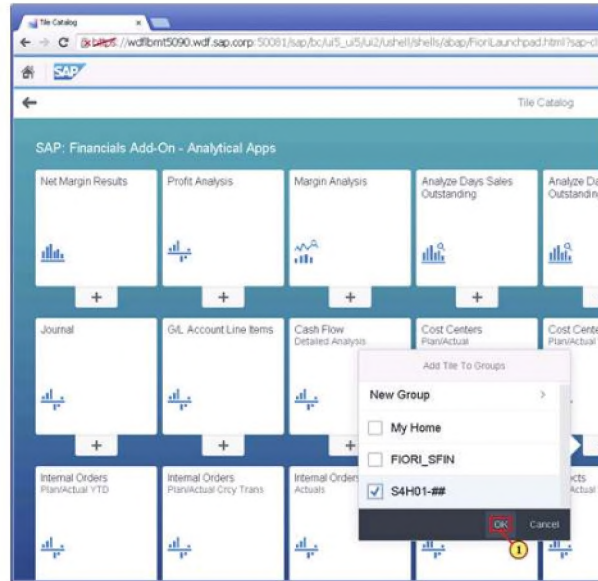 Tile Catalog
https://wdflbmt5090.wdf.sap.corp:50081/sap/bc/ui5_ui5/ui2/ushell/shells/abap/FioriLaunchpad.html?sap-cl
SAP
Tile Catalog
SAP: Financials Add-On - Analytical Apps
Net Margin Results
Profit Analysis
Margin Analysis
Analyze Days Sales
Outstanding
Analyze Da
Outstandin
Journal
G/L Account Line Items
Cash Flow
Detailed Analysis
Cost Centers
Plan/Actual
Cost Cente
Plan/Actual
Add Tile To Groups
New Group
My Home
FIORI_SFIN
S4H01-##
OK
Cancel
1
Internal Orders
Plan/Actual YTD
Internal Orders
Plan/Actual Crcy Trans
Internal Orders
Actuals
ects
Actual